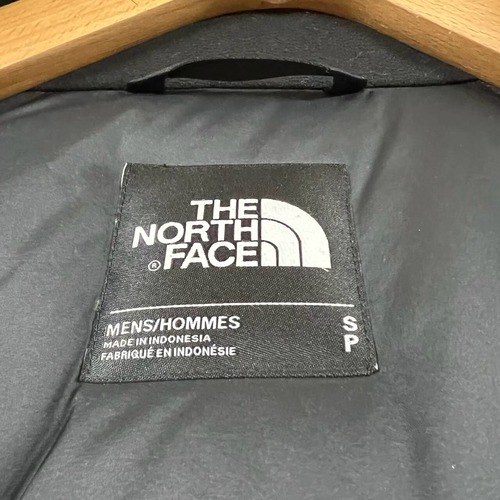 THE
NORTH
® FACE
MENS/HOMMES S
MADE IN INDONESIA P
FABRIQUÉ EN INDONÉSIE